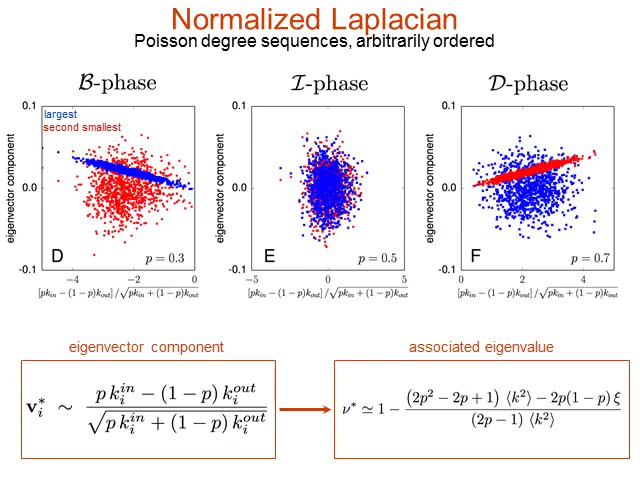 Normalized Laplacian
Poisson degree sequences, arbitrarily ordered
ℬ-phase
ℐ-phase
𝒟-phase
0.1
0.0
-0.1
eigenvector component
largest
second smallest
D
p = 0.3
−4 −2 0
[pk_in − (1 − p)k_out]/√(pk_in + (1 − p)k_out)
0.1
0.0
-0.1
eigenvector component
E
p = 0.5
−5 0 5
[pk_in − (1 − p)k_out]/√(pk_in + (1 − p)k_out)
0.1
0.0
-0.1
eigenvector component
F
p = 0.7
0 2 4
[pk_in − (1 − p)k_out]/√(pk_in + (1 − p)k_out)
eigenvector component
v_i^* ∼ (p k_i^{in} − (1 − p) k_i^{out}) / √(p k_i^{in} + (1 − p) k_i^{out})
associated eigenvalue
ν^* ≃ 1 − ((2p² − 2p + 1) ⟨k²⟩ − 2p(1 − p) ξ) / ((2p − 1) ⟨k²⟩)